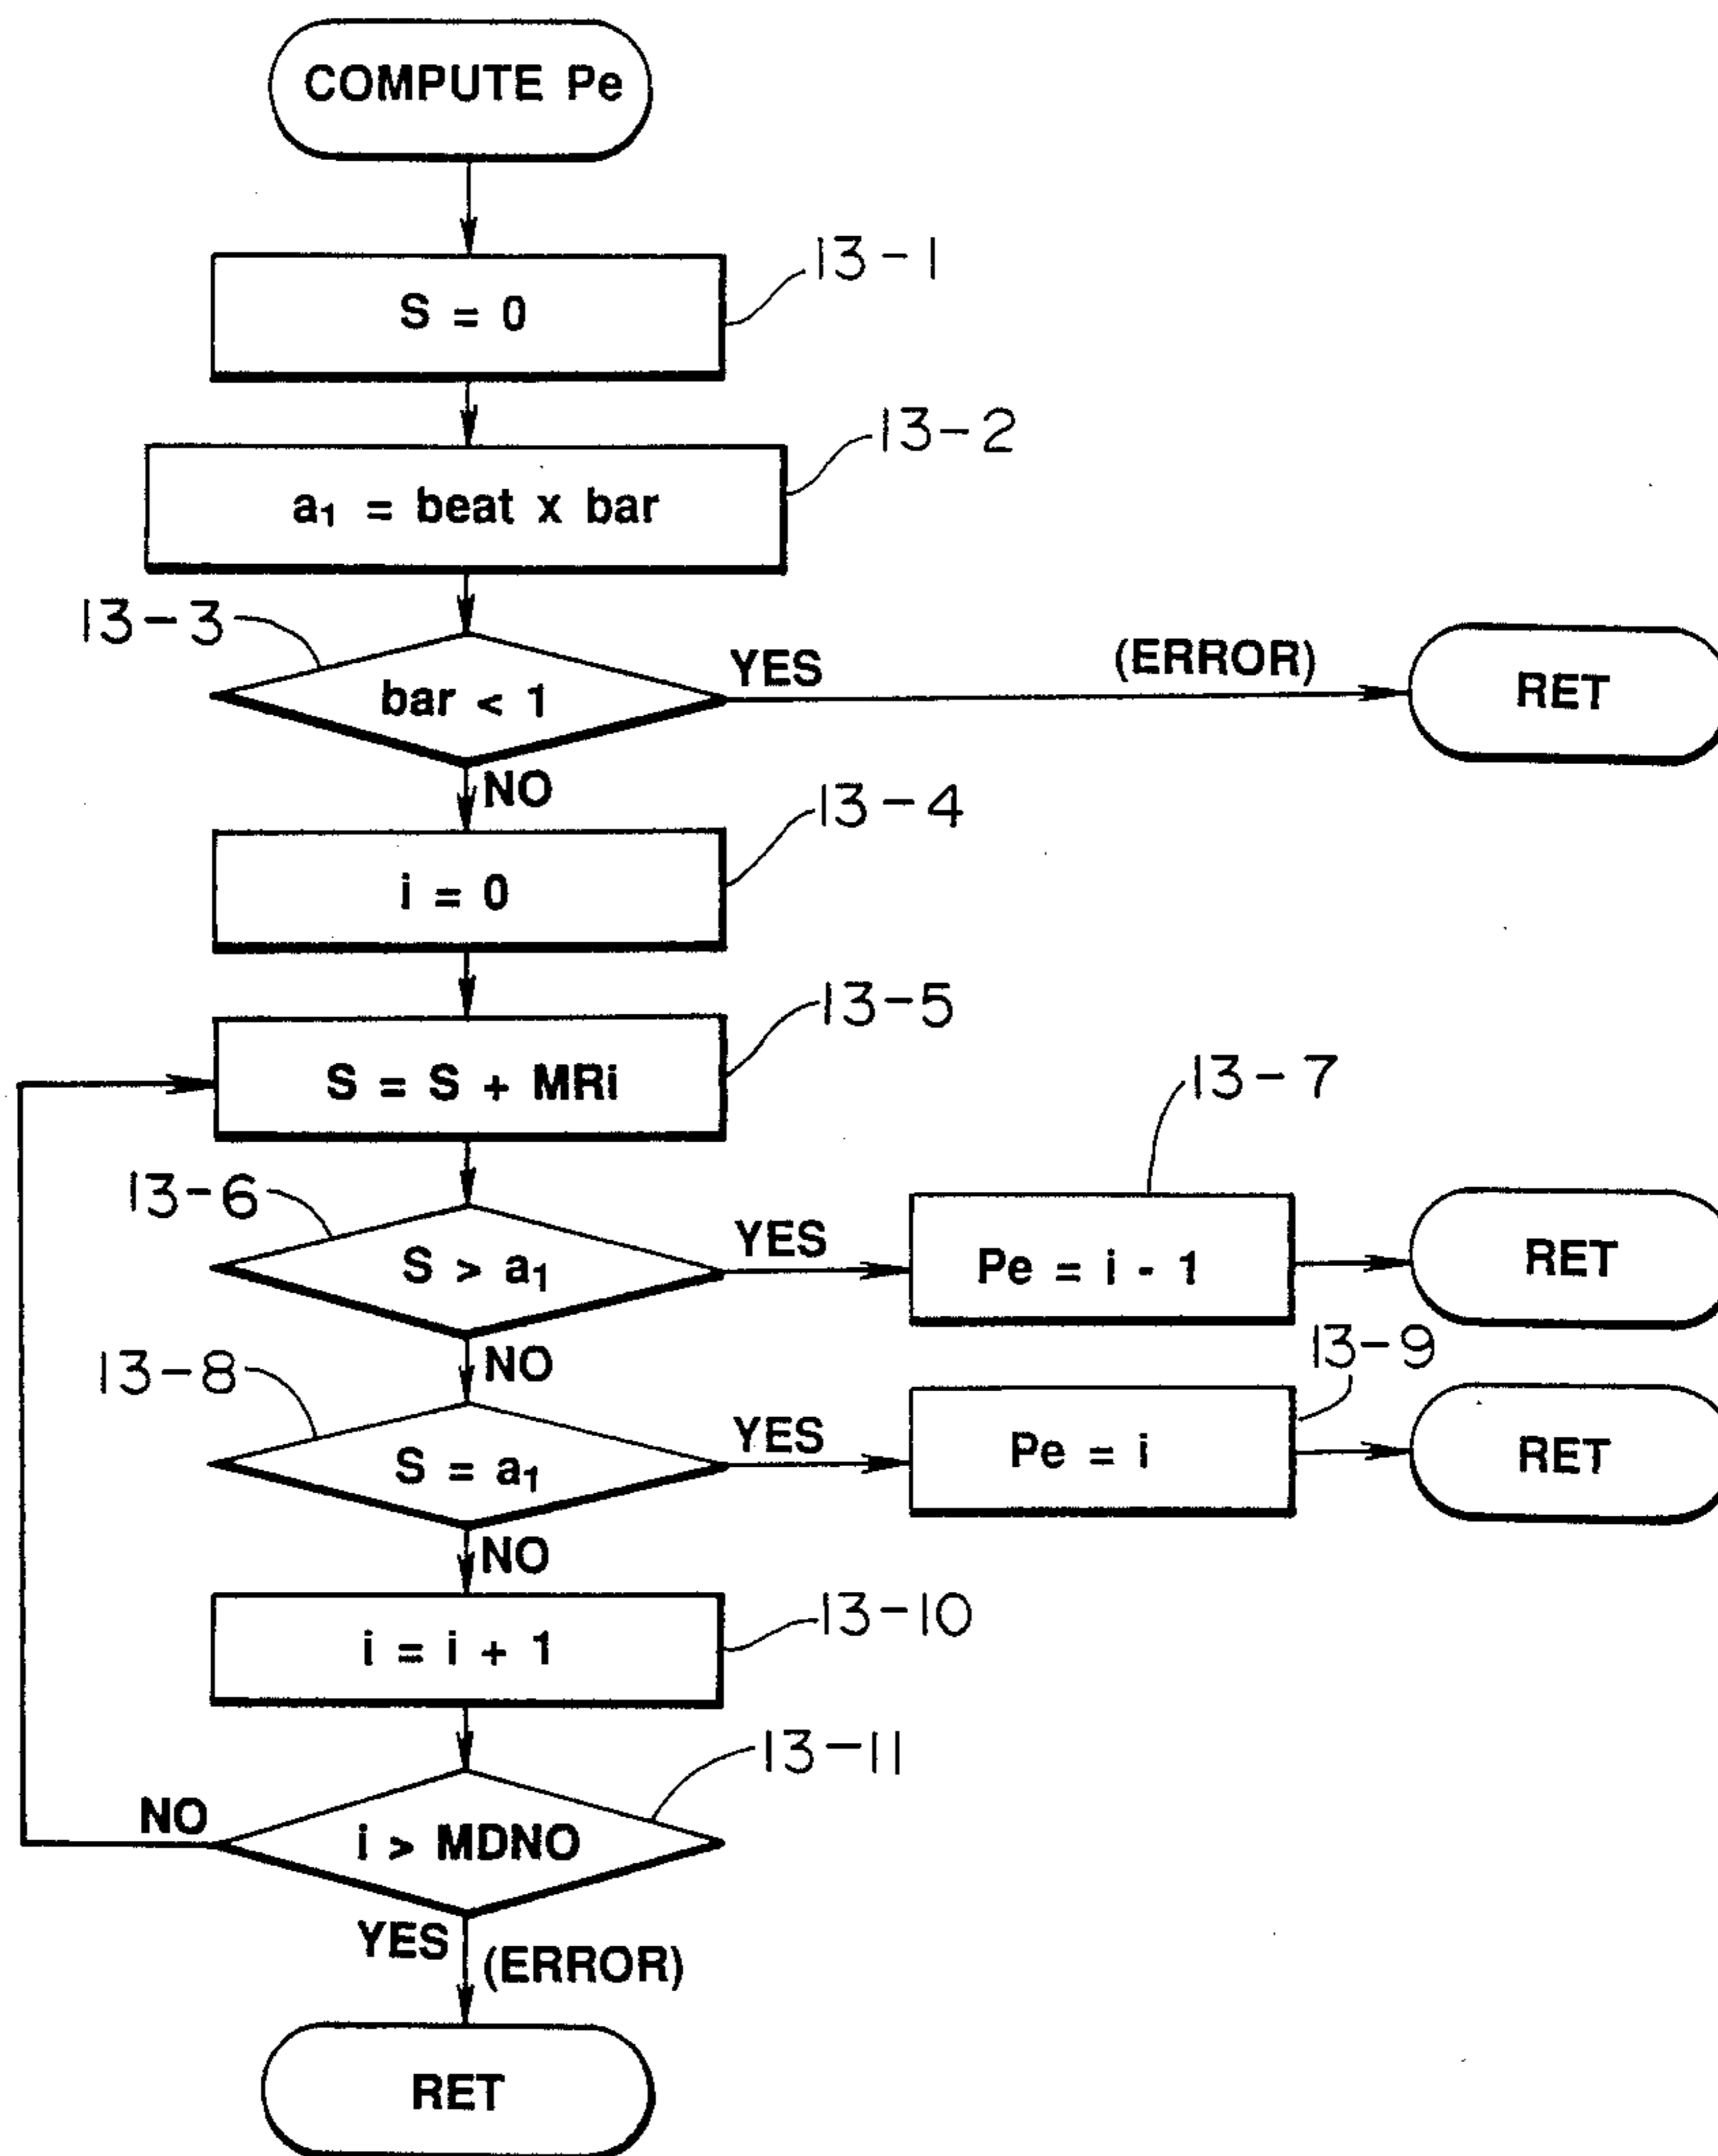 COMPUTE Pe
13-1
S = 0
13-2
a₁ = beat x bar
13-3
bar < 1
YES
(ERROR)
RET
NO
13-4
i = 0
13-5
S = S + MRi
13-6
S > a₁
YES
13-7
Pe = i - 1
RET
NO
13-8
S = a₁
YES
13-9
Pe = i
RET
NO
13-10
i = i + 1
13-11
i > MDNO
NO
YES
(ERROR)
RET